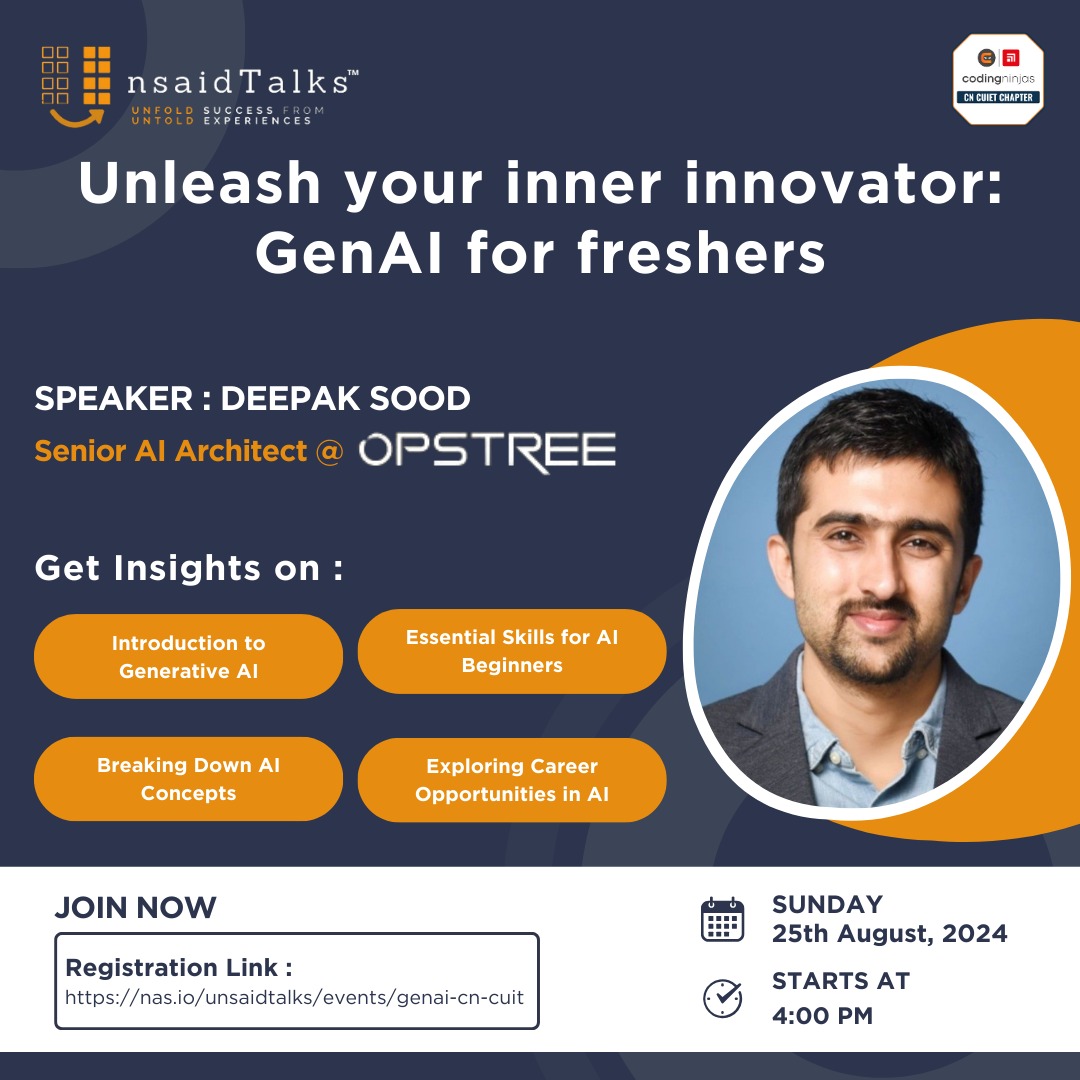 UnsaidTalks™
UNFOLD SUCCESS FROM
UNTOLD EXPERIENCES
codingninjas
CN CUIET CHAPTER
Unleash your inner innovator:
GenAI for freshers
SPEAKER : DEEPAK SOOD
Senior AI Architect @ OPSTREE
Get Insights on :
Introduction to
Generative AI
Essential Skills for AI
Beginners
Breaking Down AI
Concepts
Exploring Career
Opportunities in AI
JOIN NOW
Registration Link :
https://nas.io/unsaidtalks/events/genai-cn-cuit
SUNDAY
25th August, 2024
STARTS AT
4:00 PM